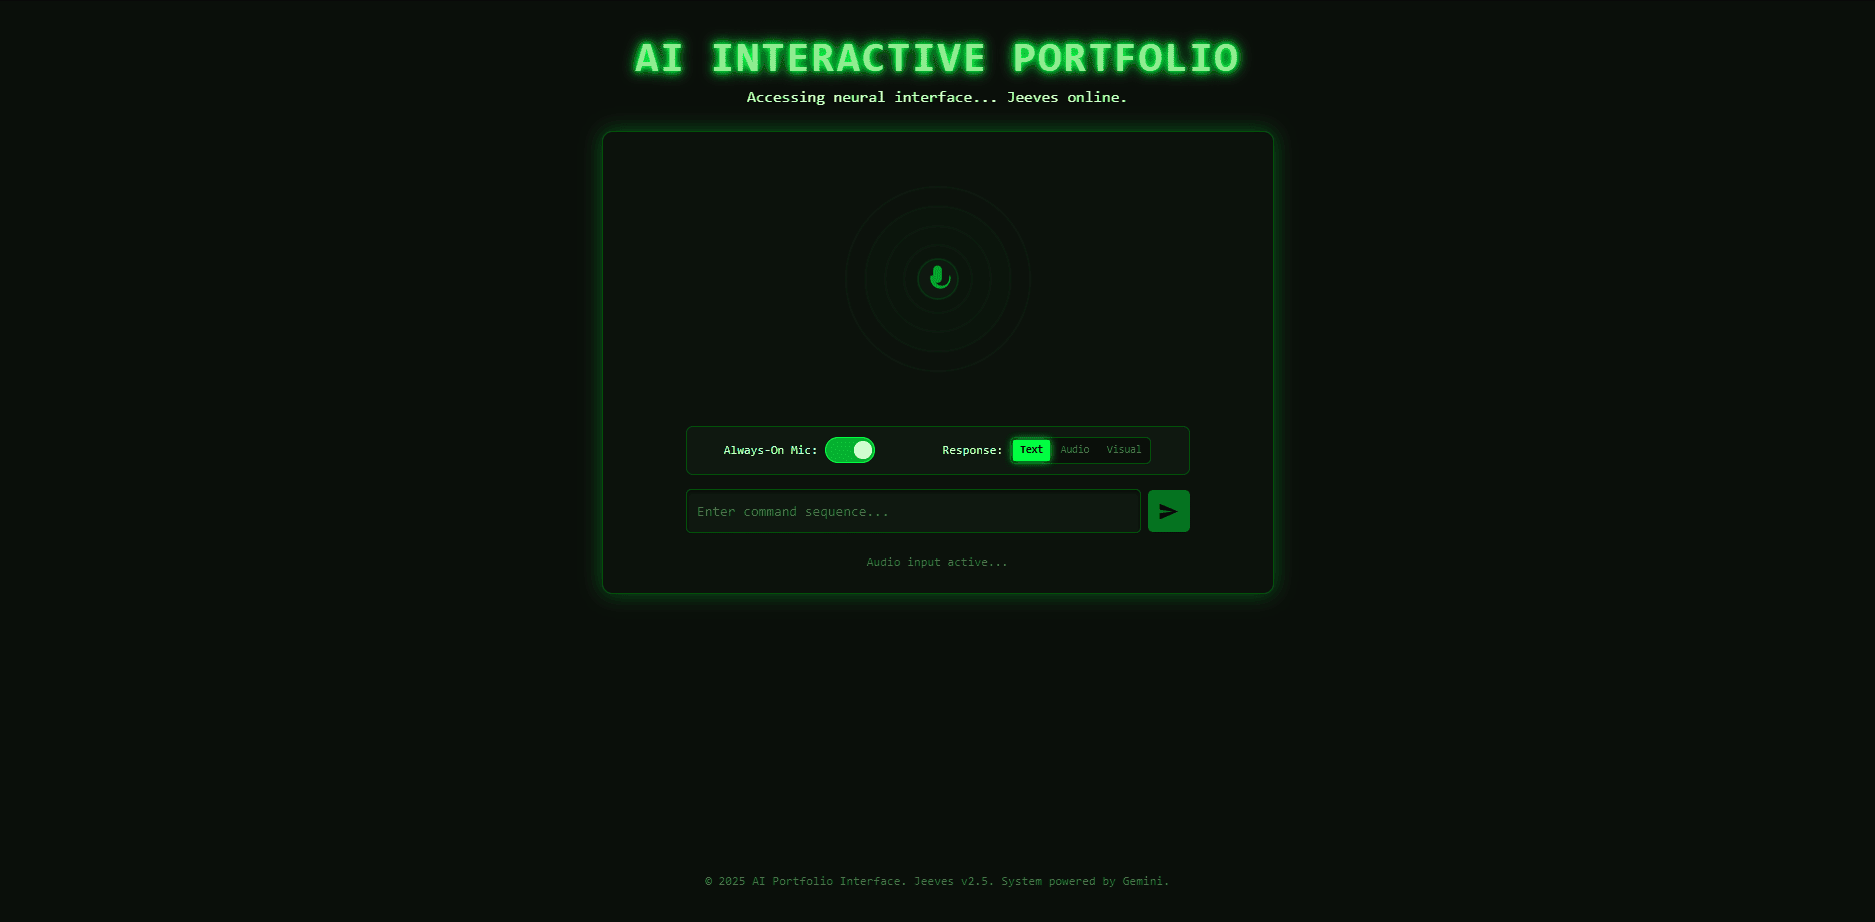 AI INTERACTIVE PORTFOLIO
Accessing neural interface... Jeeves online.
Always-On Mic: Response: Text Audio Visual
Enter command sequence...
Audio input active...
© 2025 AI Portfolio Interface. Jeeves v2.5. System powered by Gemini.